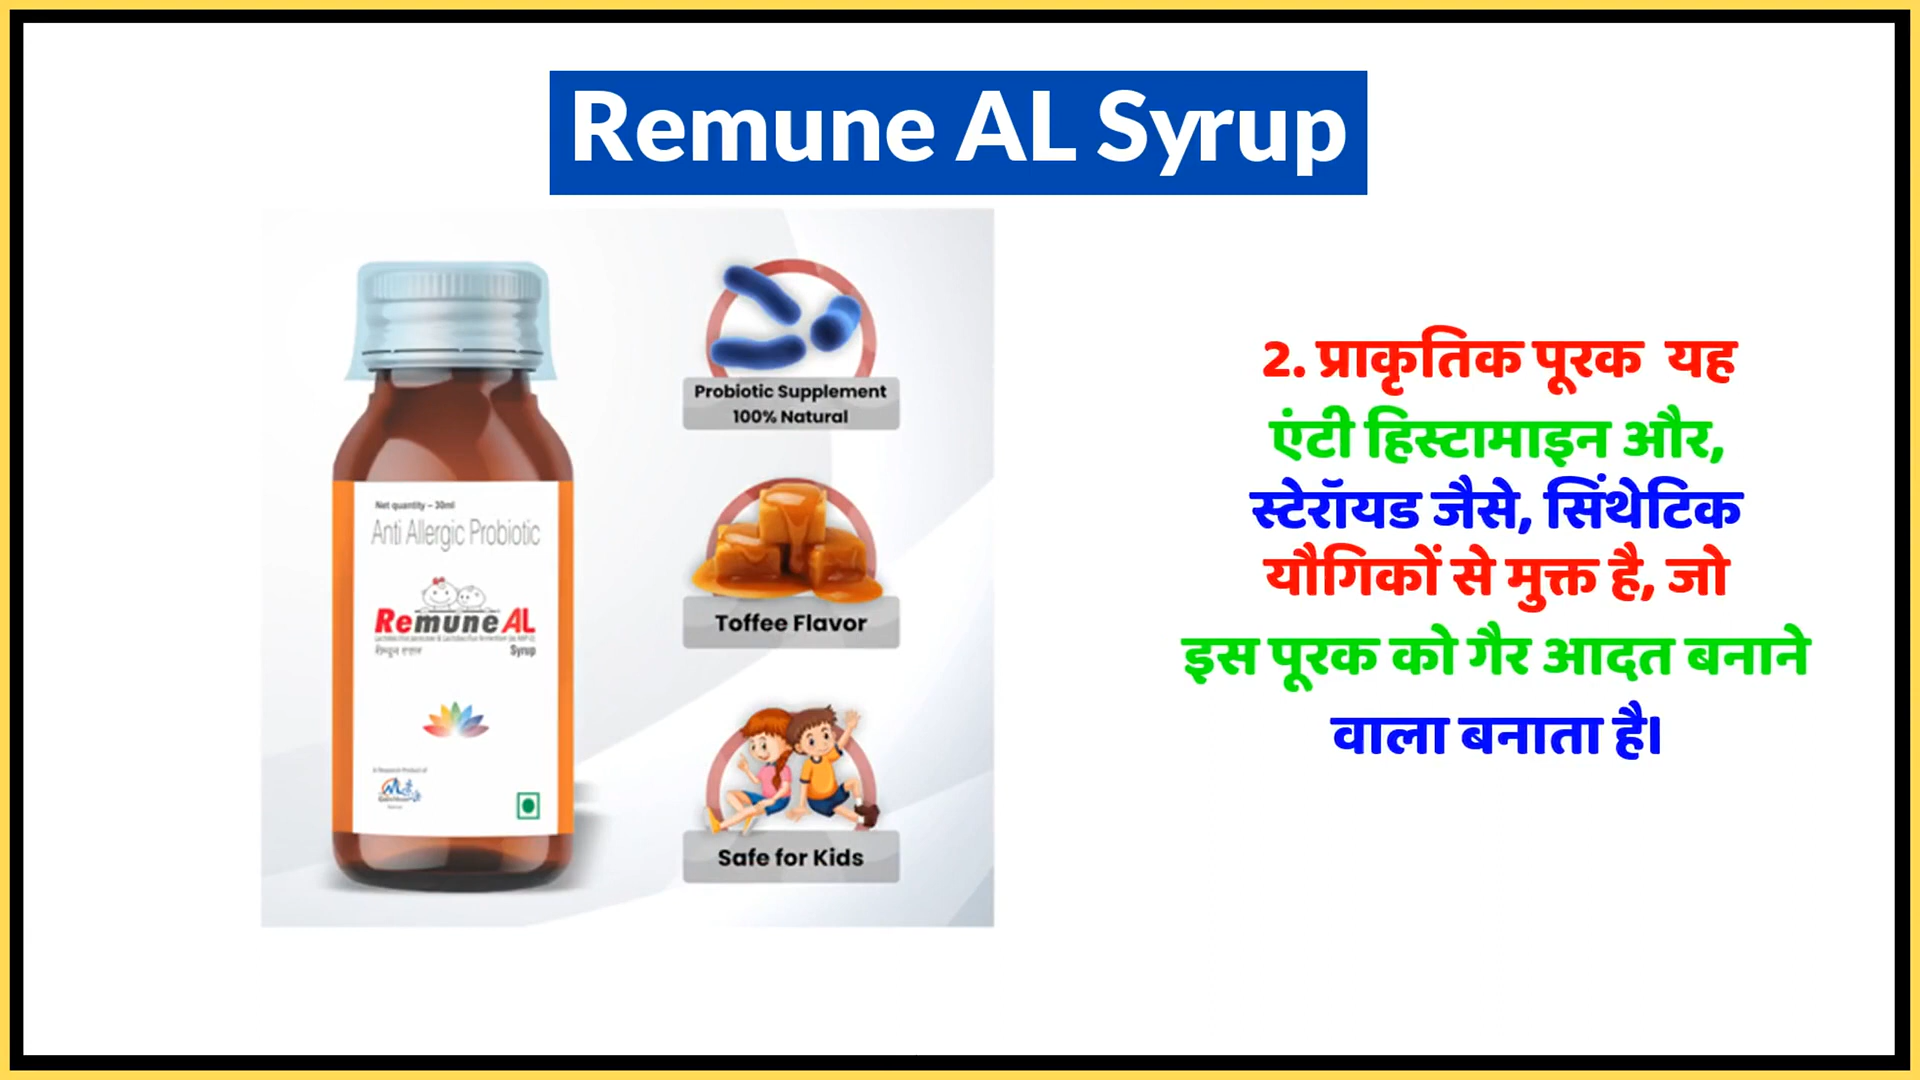 Remune AL Syrup
Probiotic Supplement
100% Natural
Net quantity – 30ml
Anti Allergic Probiotic
Remune AL
Syrup
Toffee Flavor
Safe for Kids
2. प्राकृतिक पूरक यह
एंटी हिस्टामाइन और,
स्टेरॉयड जैसे, सिंथेटिक
यौगिकों से मुक्त है, जो
इस पूरक को गैर आदत बनाने
वाला बनाता है।